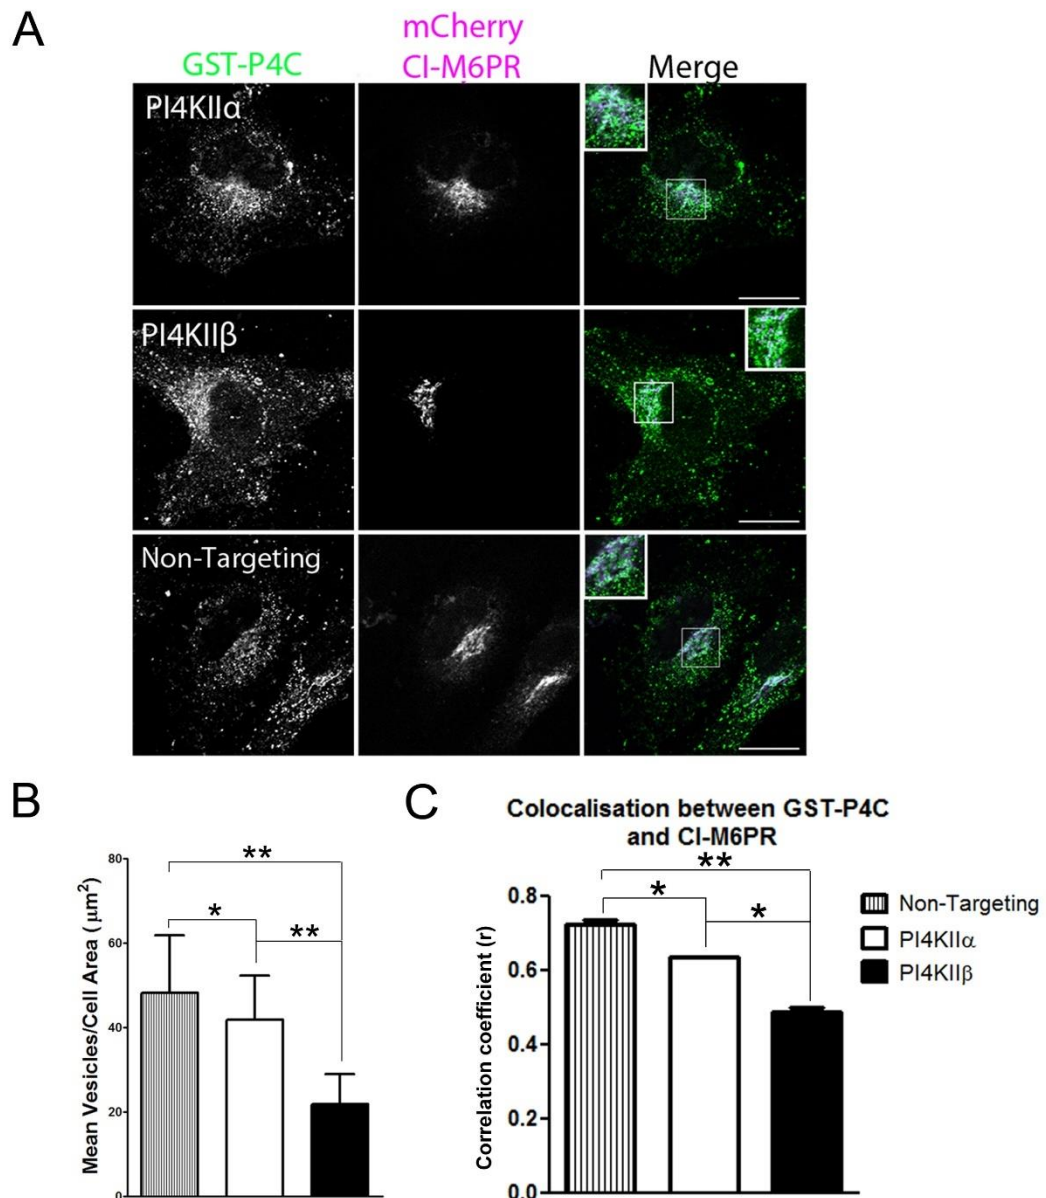 A
GST-P4C
mCherry
CI-M6PR
Merge
PI4KIIα
PI4KIIβ
Non-Targeting
B
Mean Vesicles/Cell Area (μm²)
80
60
40
20
0
**
*
**
C
Colocalisation between GST-P4C
and CI-M6PR
Correlation coefficient (r)
0.8
0.6
0.4
0.2
0.0
**
*
*
Non-Targeting
PI4KIIα
PI4KIIβ